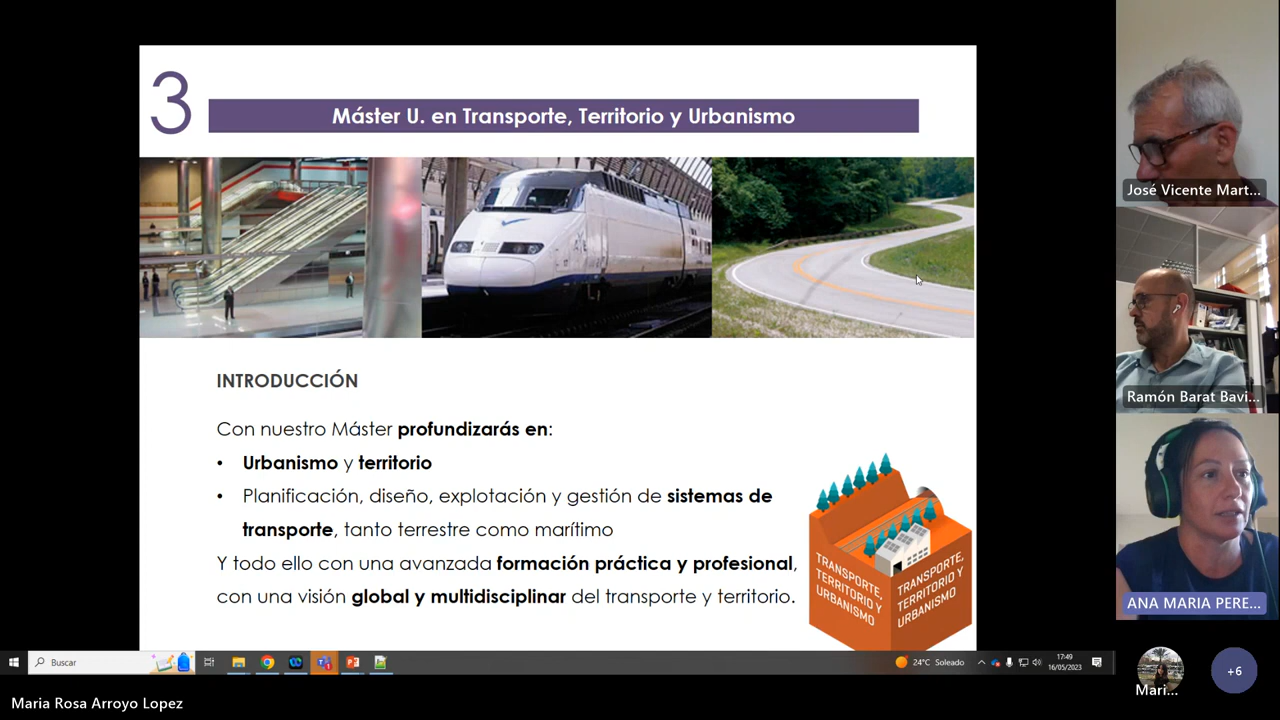 3
Máster U. en Transporte, Territorio y Urbanismo
INTRODUCCIÓN
Con nuestro Máster profundizarás en:
• Urbanismo y territorio
• Planificación, diseño, explotación y gestión de sistemas de
transporte, tanto terrestre como marítimo
Y todo ello con una avanzada formación práctica y profesional,
con una visión global y multidisciplinar del transporte y territorio.
TRANSPORTE,
TERRITORIO Y
URBANISMO
TRANSPORTE,
TERRITORIO Y
URBANISMO
José Vicente Mart...
Ramón Barat Bavi...
ANA MARIA PERE...
Mari...
+6
Buscar
24°C Soleado
17:49
16/05/2023
Maria Rosa Arroyo Lopez